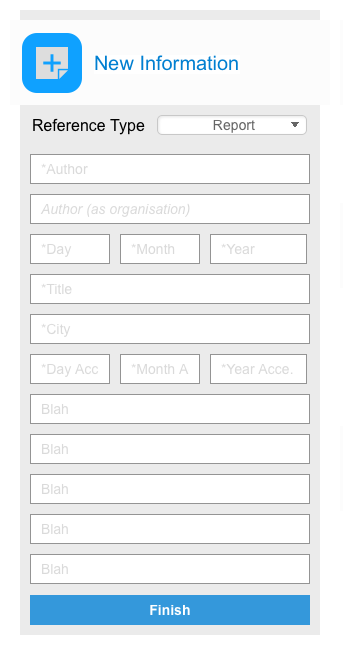 New Information
Reference Type Report
*Author
Author (as organisation)
*Day *Month *Year
*Title
*City
*Day Acc *Month A *Year Acce.
Blah
Blah
Blah
Blah
Blah
Finish